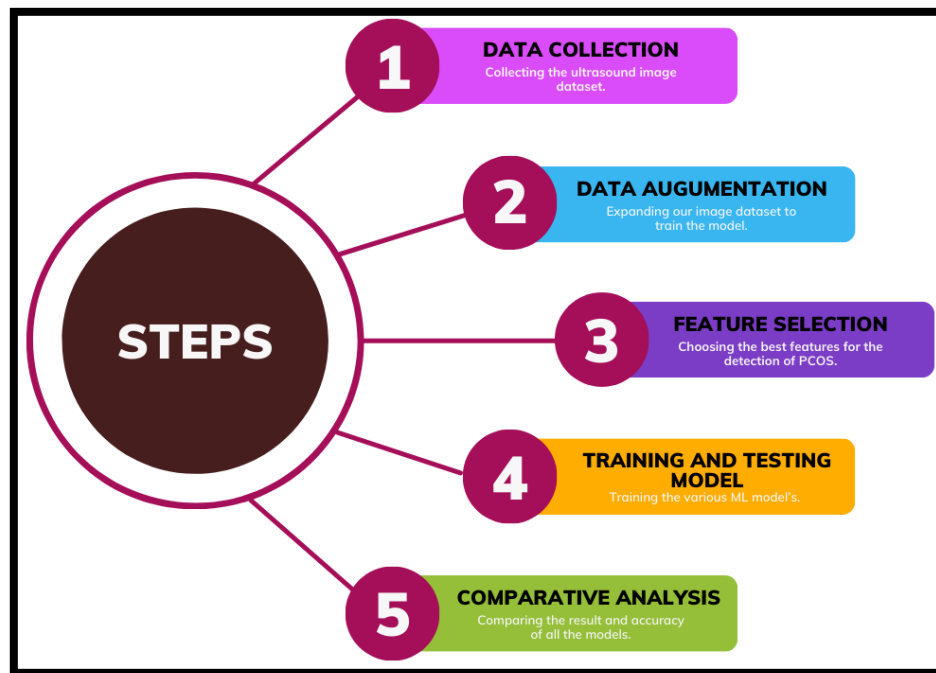 STEPS
1
DATA COLLECTION
Collecting the ultrasound image
dataset.
2
DATA AUGUMENTATION
Expanding our image dataset to
train the model.
3
FEATURE SELECTION
Choosing the best features for the
detection of PCOS.
4
TRAINING AND TESTING
MODEL
Training the various ML model's.
5
COMPARATIVE ANALYSIS
Comparing the result and accuracy
of all the models.